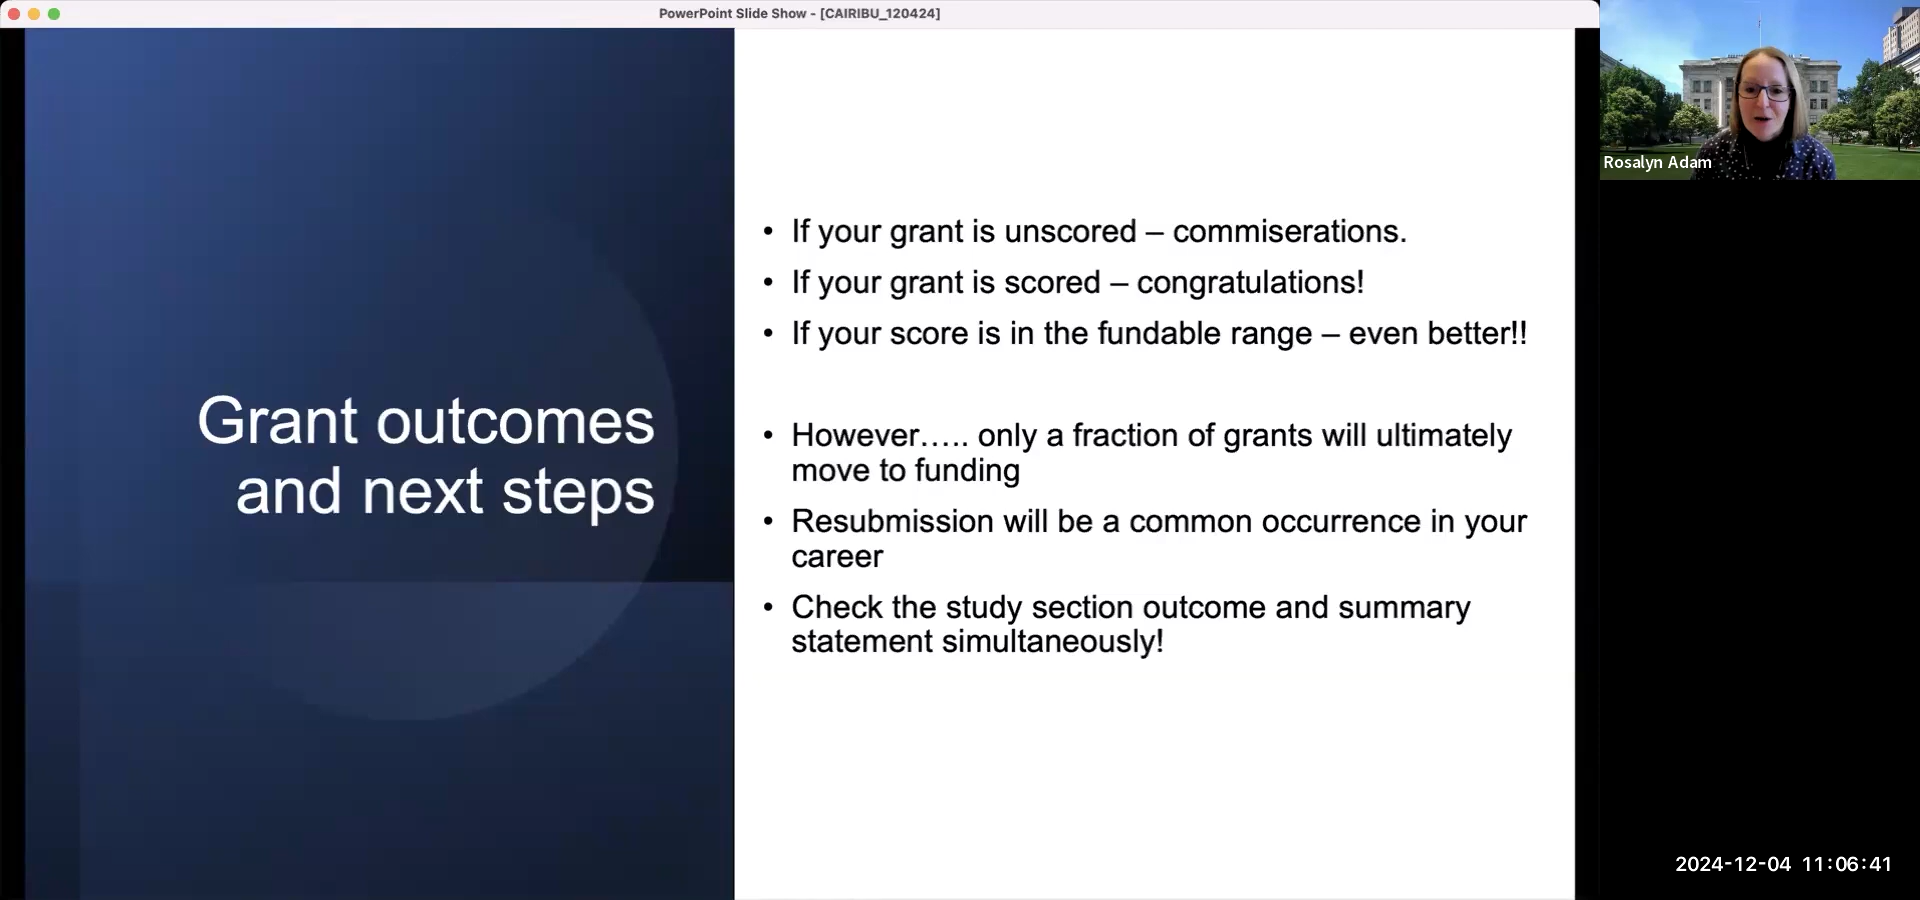 PowerPoint Slide Show - [CAIRIBU_120424]
Rosalyn Adam
Grant outcomes
and next steps
• If your grant is unscored – commiserations.
• If your grant is scored – congratulations!
• If your score is in the fundable range – even better!!
• However….. only a fraction of grants will ultimately
move to funding
• Resubmission will be a common occurrence in your
career
• Check the study section outcome and summary
statement simultaneously!
2024-12-04 11:06:41